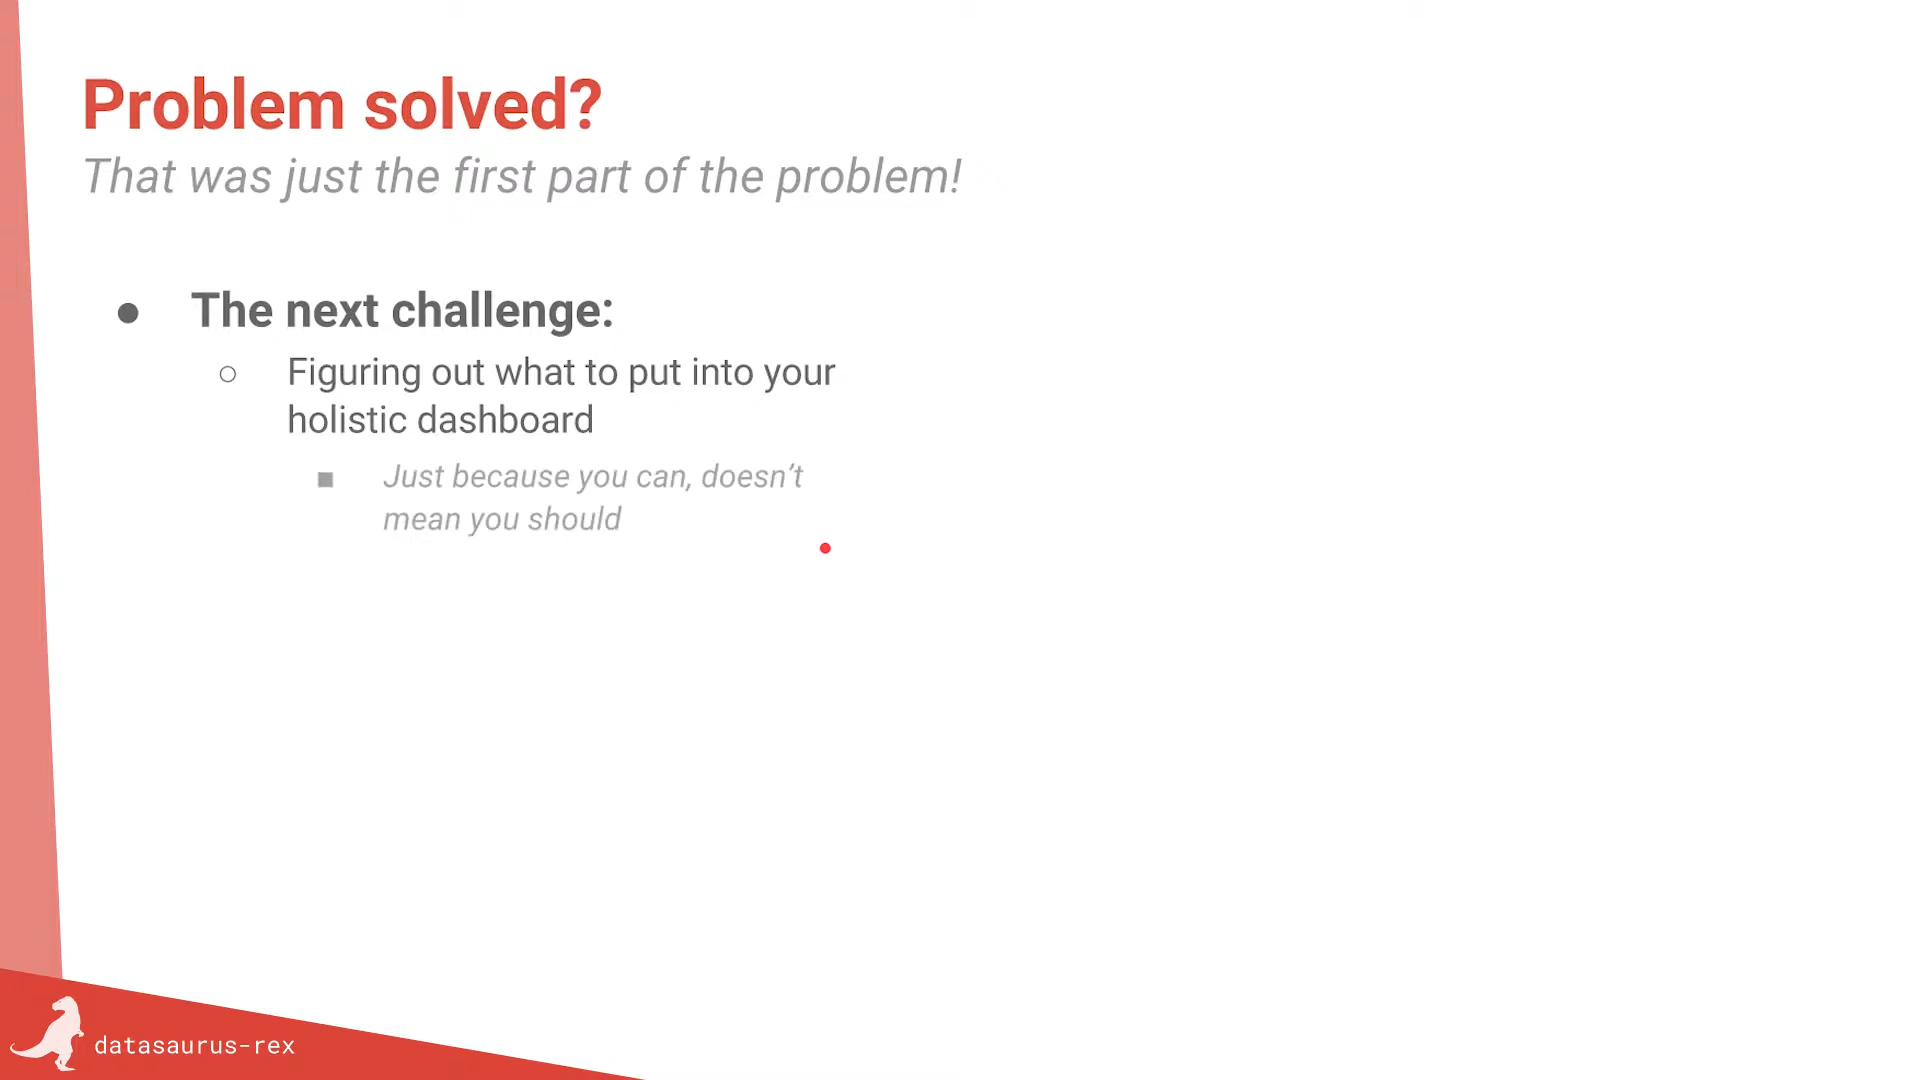 Problem solved?
That was just the first part of the problem!
● The next challenge:
○ Figuring out what to put into your
holistic dashboard
■ Just because you can, doesn’t
mean you should
datasaurus-rex